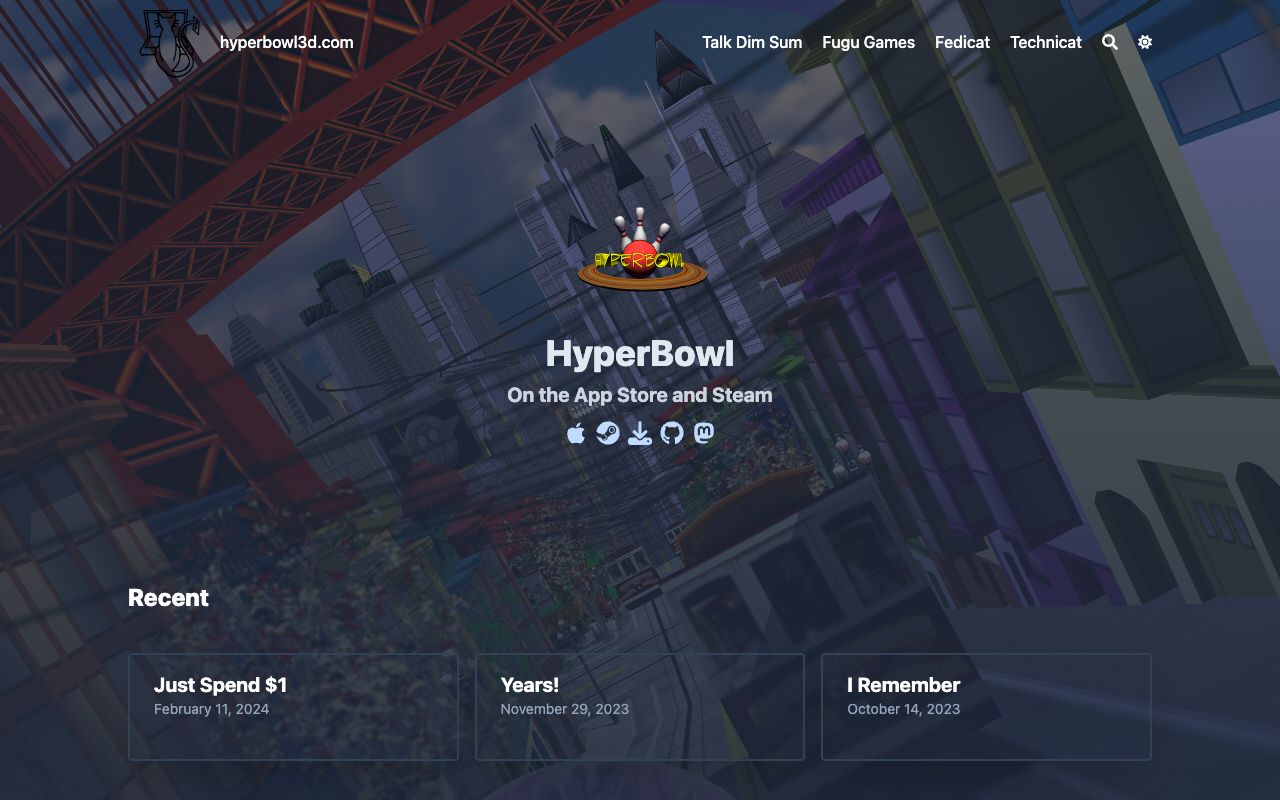 hyperbowl3d.com
Talk Dim Sum Fugu Games Fedicat Technicat
HYPERBOWL
HyperBowl
On the App Store and Steam
Recent
Just Spend $1
February 11, 2024
Years!
November 29, 2023
I Remember
October 14, 2023